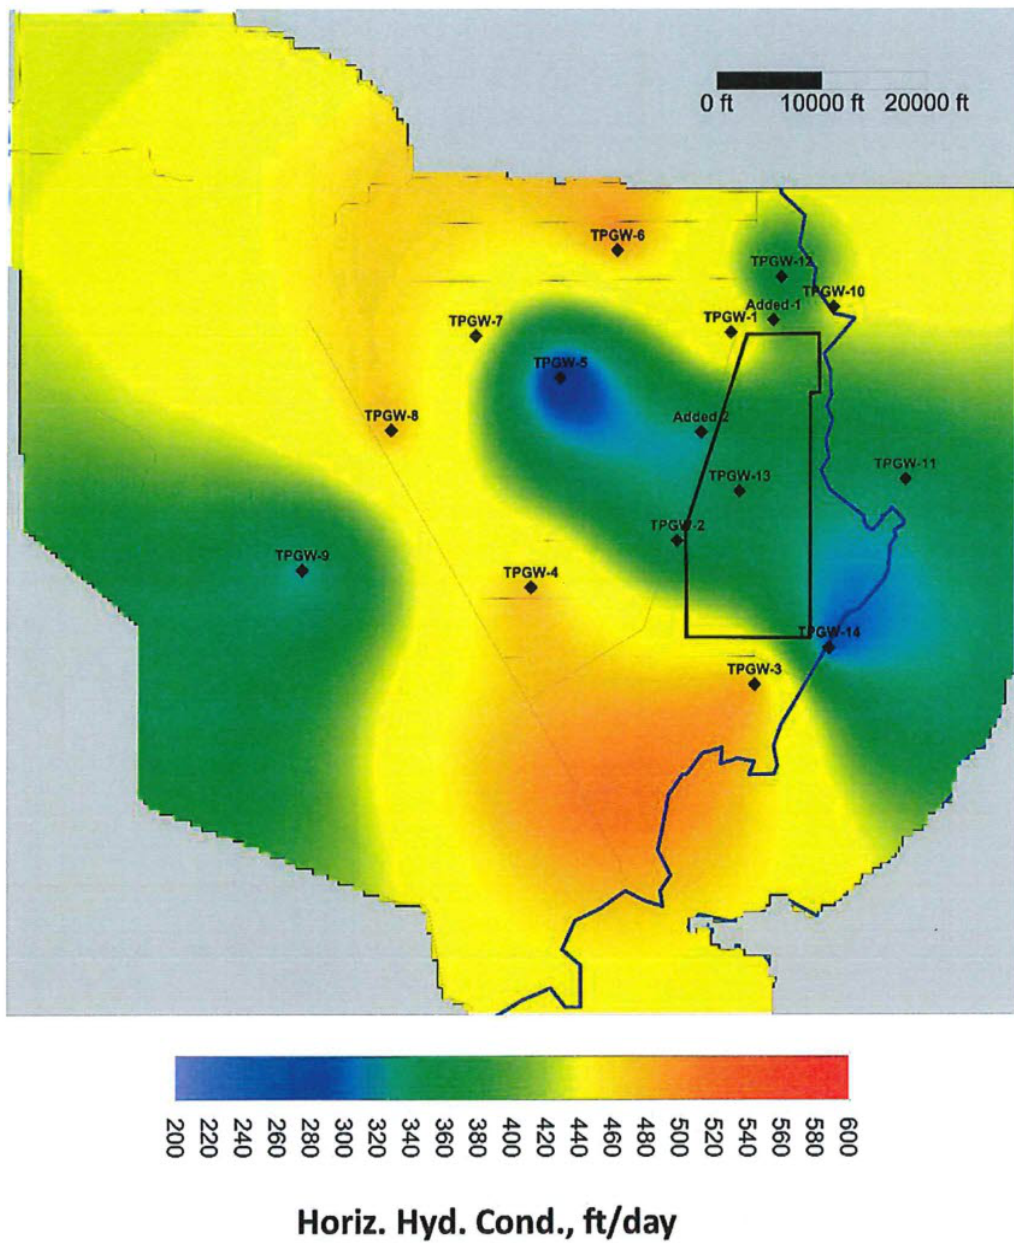 0 ft 10000 ft 20000 ft
TPGW-6
TPGW-12
TPGW-10
Added-1
TPGW-1
TPGW-7
TPGW-5
TPGW-8
Added-2
TPGW-11
TPGW-13
TPGW-2
TPGW-9
TPGW-4
TPGW-14
TPGW-3
200 220 240 260 280 300 320 340 360 380 400 420 440 460 480 500 520 540 560 580 600
Horiz. Hyd. Cond., ft/day